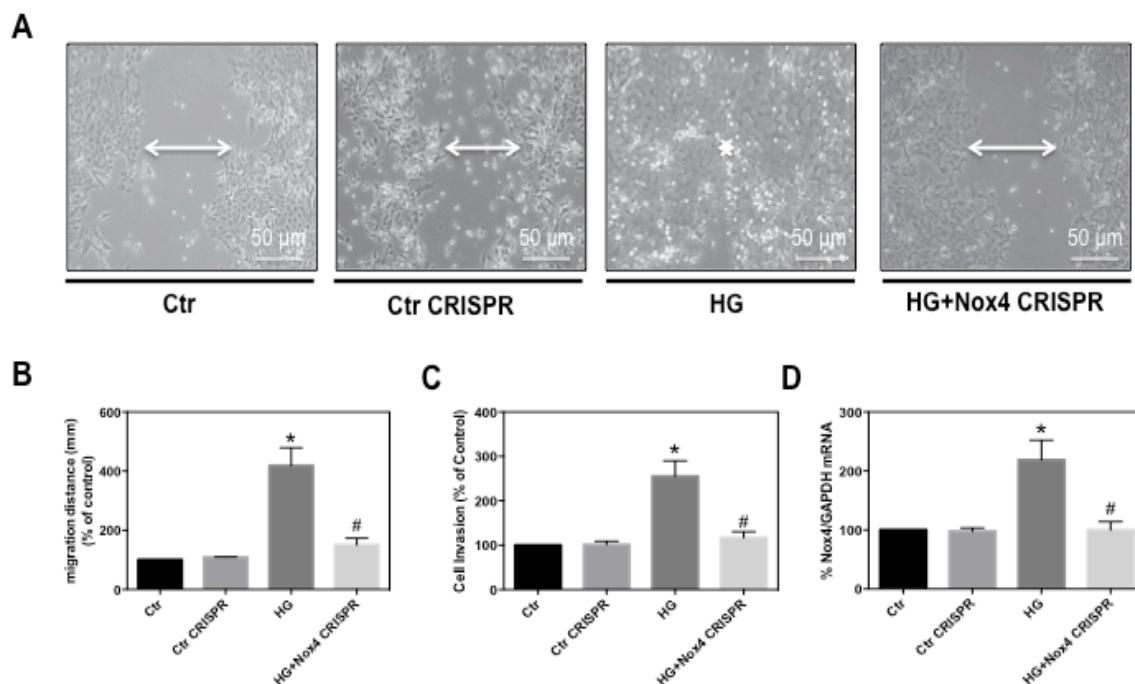 A
50 µm
50 µm
50 µm
50 µm
Ctr
Ctr CRISPR
HG
HG+Nox4 CRISPR
B
migration distance (mm)
(% of control)
600
400
200
0
*
#
Ctr
Ctr CRISPR
HG
HG+Nox4 CRISPR
C
Cell Invasion (% of Control)
400
300
200
100
0
*
#
Ctr
Ctr CRISPR
HG
HG+Nox4 CRISPR
D
% Nox4/GAPDH mRNA
300
200
100
0
*
#
Ctr
Ctr CRISPR
HG
HG+Nox4 CRISPR